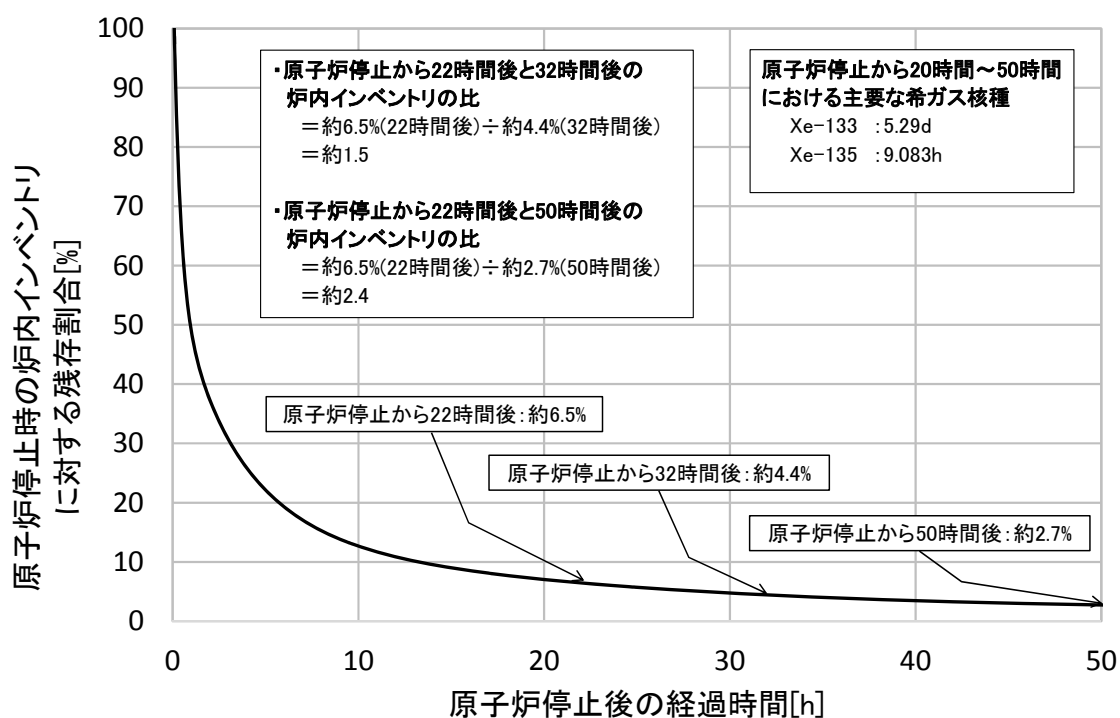 100
90
80
70
60
50
40
30
20
10
0
原子炉停止時の炉内インベントリ
に対する残存割合[%]
・原子炉停止から22時間後と32時間後の
炉内インベントリの比
＝約6.5%(22時間後)÷約4.4%(32時間後)
＝約1.5
・原子炉停止から22時間後と50時間後の
炉内インベントリの比
＝約6.5%(22時間後)÷約2.7%(50時間後)
＝約2.4
原子炉停止から20時間～50時間
における主要な希ガス核種
Xe-133 :5.29d
Xe-135 :9.083h
原子炉停止から22時間後:約6.5%
原子炉停止から32時間後:約4.4%
原子炉停止から50時間後:約2.7%
0 10 20 30 40 50
原子炉停止後の経過時間[h]